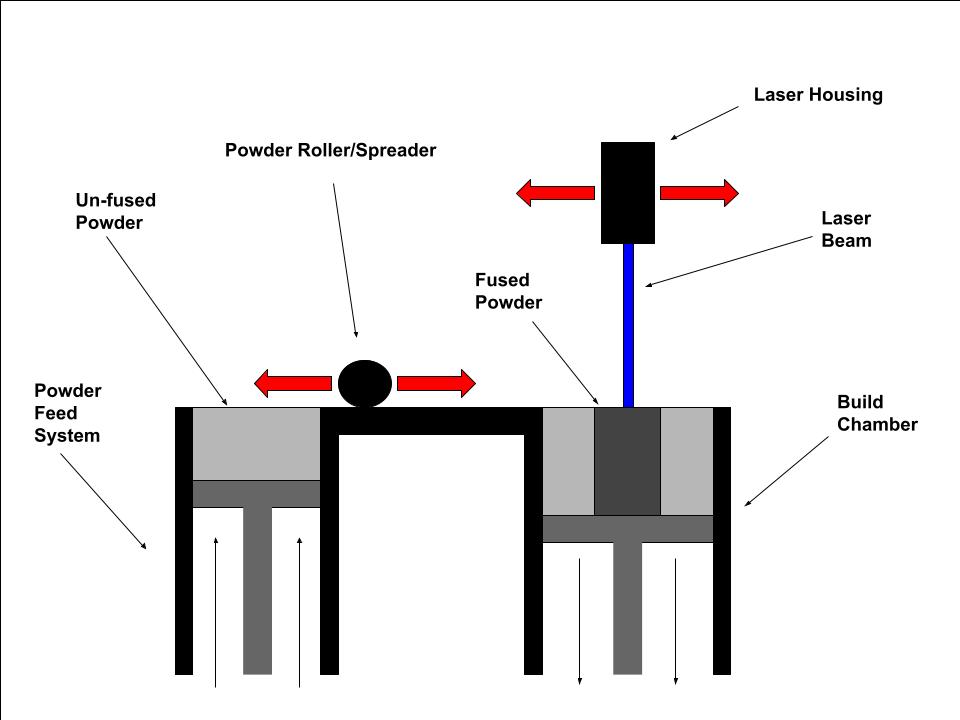 Laser Housing
Powder Roller/Spreader
Un-fused
Powder
Laser
Beam
Fused
Powder
Powder
Feed
System
Build
Chamber